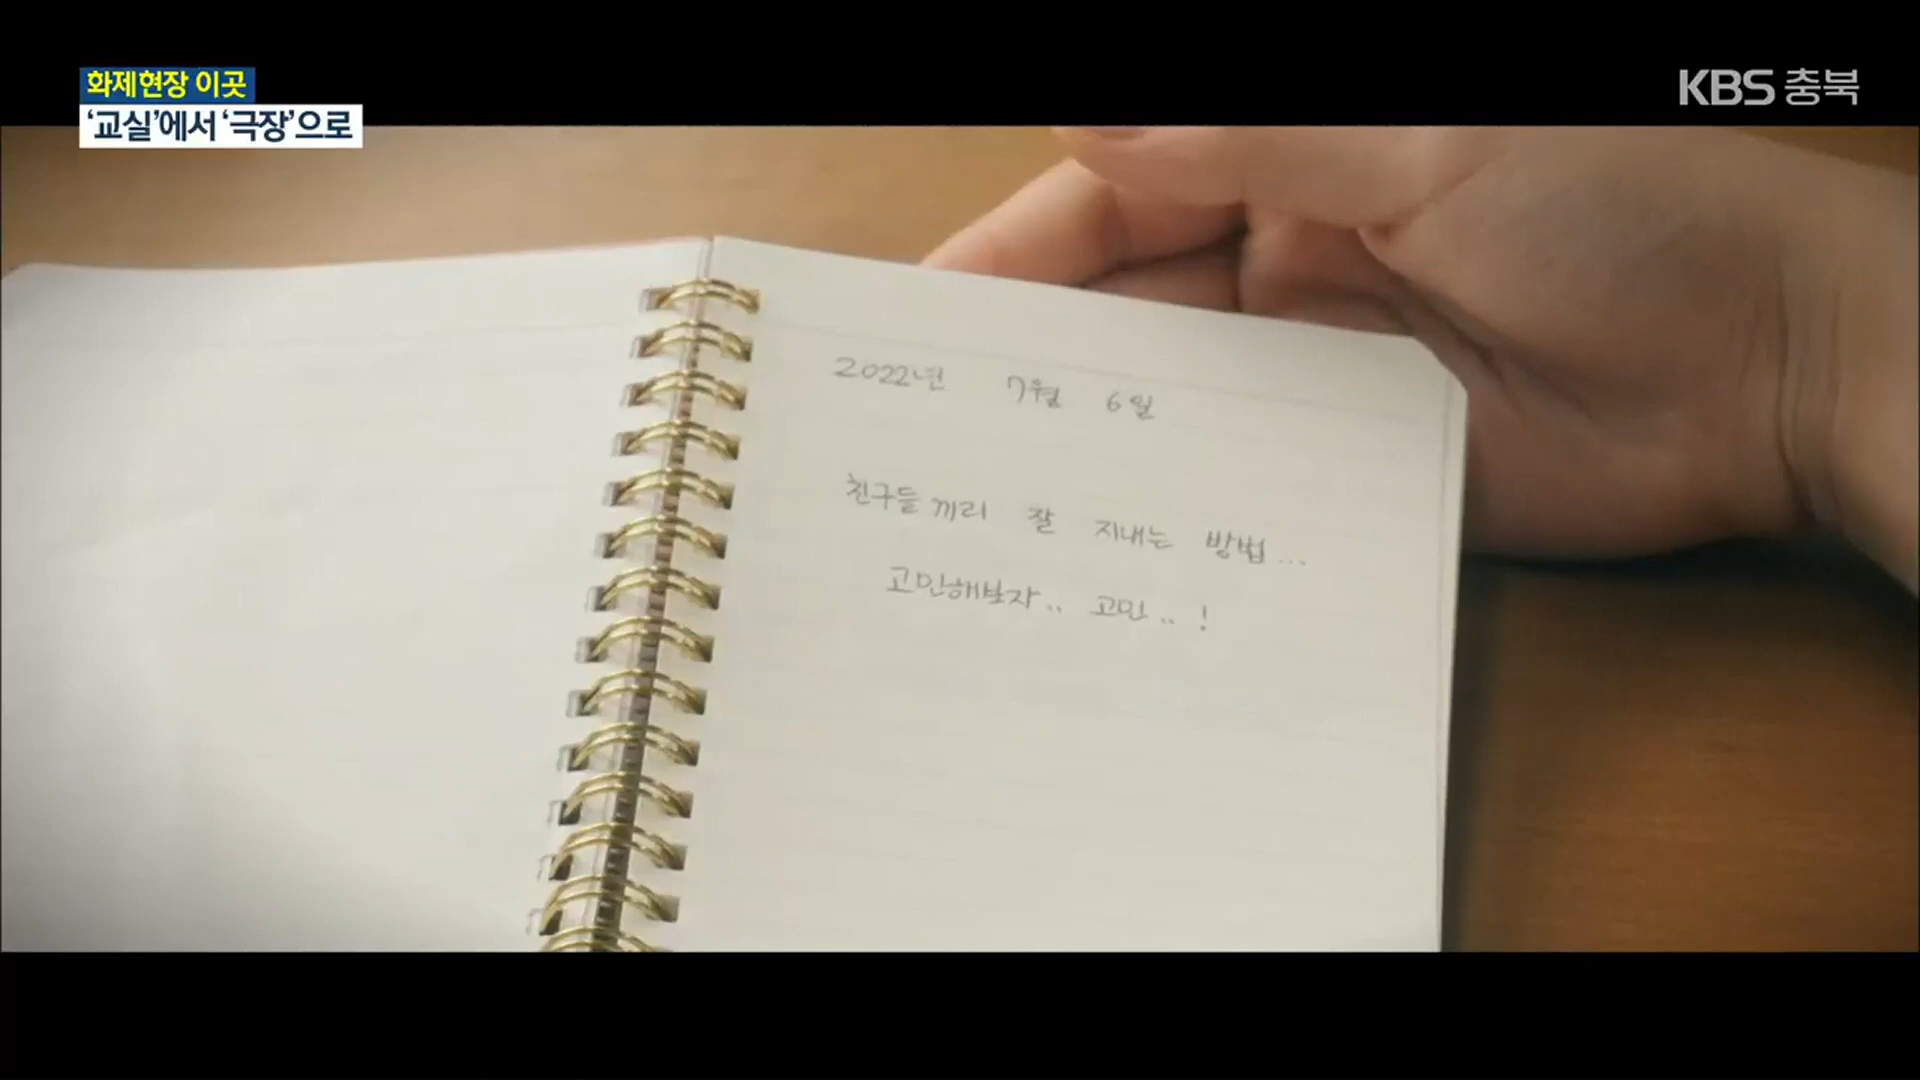 화제현장 이곳
‘교실’에서 ‘극장’으로
KBS 충북
2022년 7월 6일
친구들끼리 잘 지내는 방법...
고민해보자.. 고민..!